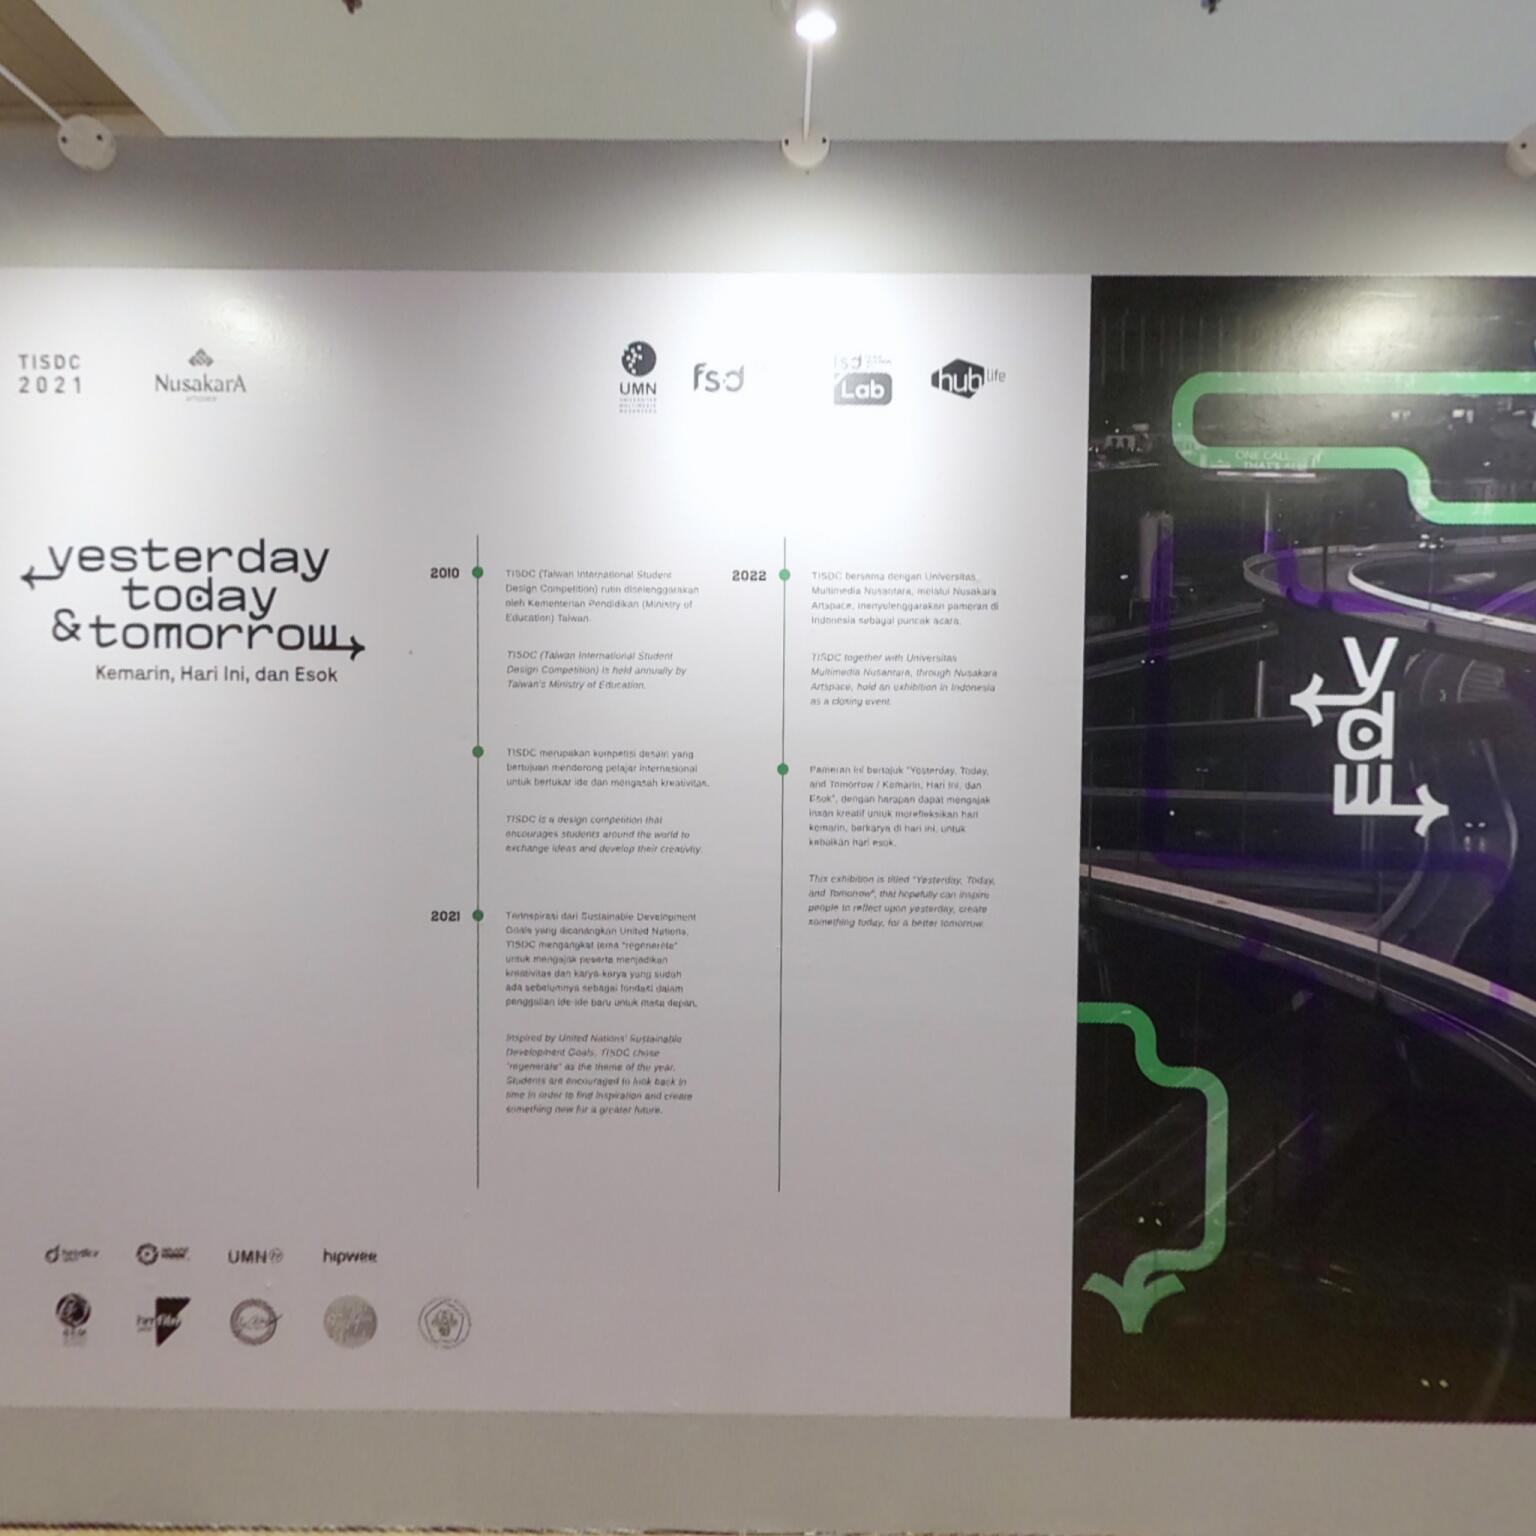 TISDC
2021
NusakarA
artspace
UMN
UNIVERSITAS
MULTIMEDIA
NUSANTARA
fsd
fsd
Lab
hub life
yesterday
today
& tomorrow
Kemarin, Hari Ini, dan Esok
2010
TISDC (Taiwan International Student
Design Competition) rutin diselenggarakan
oleh Kementerian Pendidikan (Ministry of
Education) Taiwan.
TISDC (Taiwan International Student
Design Competition) is held annually by
Taiwan's Ministry of Education.
TISDC merupakan kompetisi desain yang
bertujuan mendorong pelajar internasional
untuk bertukar ide dan mengasah kreativitas.
TISDC is a design competition that
encourages students around the world to
exchange ideas and develop their creativity.
2021
Terinspirasi dari Sustainable Development
Goals yang dicanangkan United Nations,
TISDC mengangkat tema "regenerate"
untuk mengajak peserta menjadikan
kreativitas dan karya-karya yang sudah
ada sebelumnya sebagai fondasi dalam
penggalian ide-ide baru untuk masa depan.
Inspired by United Nations' Sustainable
Development Goals, TISDC chose
"regenerate" as the theme of the year.
Students are encouraged to look back in
time in order to find inspiration and create
something new for a greater future.
2022
TISDC bersama dengan Universitas
Multimedia Nusantara, melalui Nusakara
Artspace, menyelenggarakan pameran di
Indonesia sebagai puncak acara.
TISDC together with Universitas
Multimedia Nusantara, through Nusakara
Artspace, hold an exhibition in Indonesia
as a closing event.
Pameran ini bertajuk "Yesterday, Today,
and Tomorrow / Kemarin, Hari Ini, dan
Esok", dengan harapan dapat mengajak
insan kreatif untuk merefleksikan hari
kemarin, berkarya di hari ini, untuk
kebaikan hari esok.
This exhibition is titled "Yesterday, Today,
and Tomorrow", that hopefully can inspire
people to reflect upon yesterday, create
something today, for a better tomorrow.
ONE CALL
THAT'S ALL
UMN
hipwee